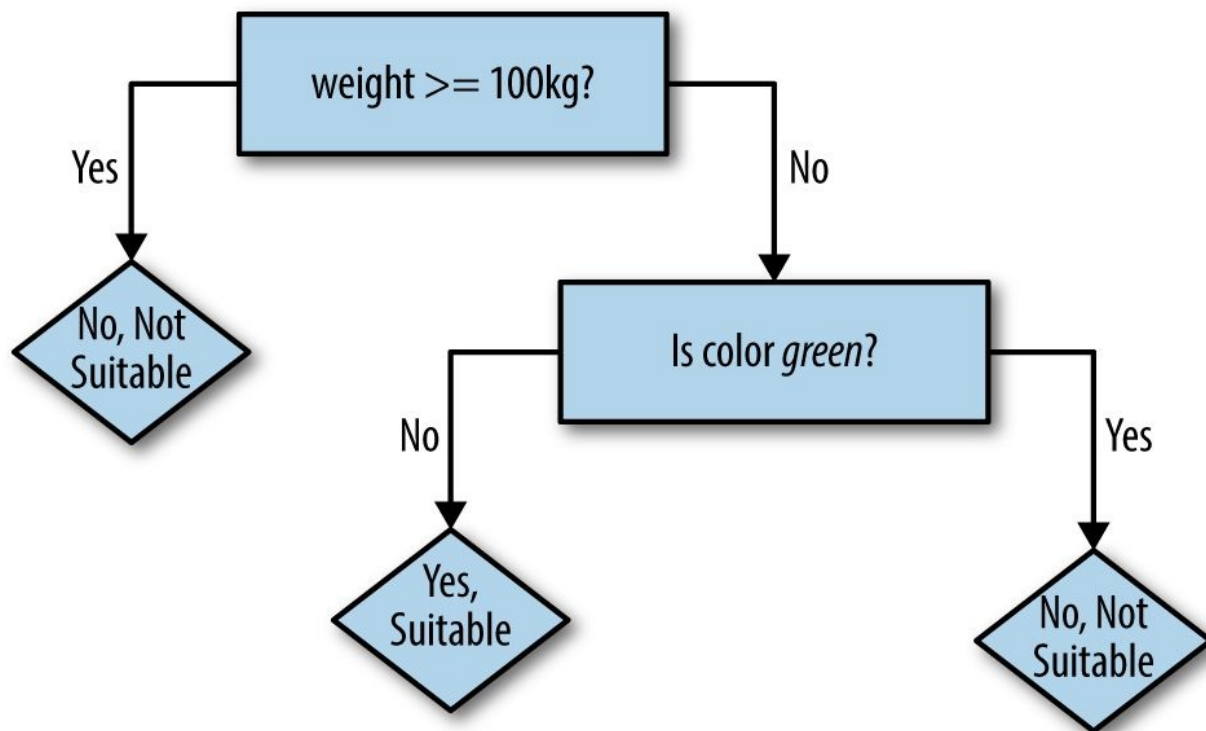 weight >= 100kg?
Yes
No
No, Not
Suitable
Is color green?
No
Yes
Yes,
Suitable
No, Not
Suitable